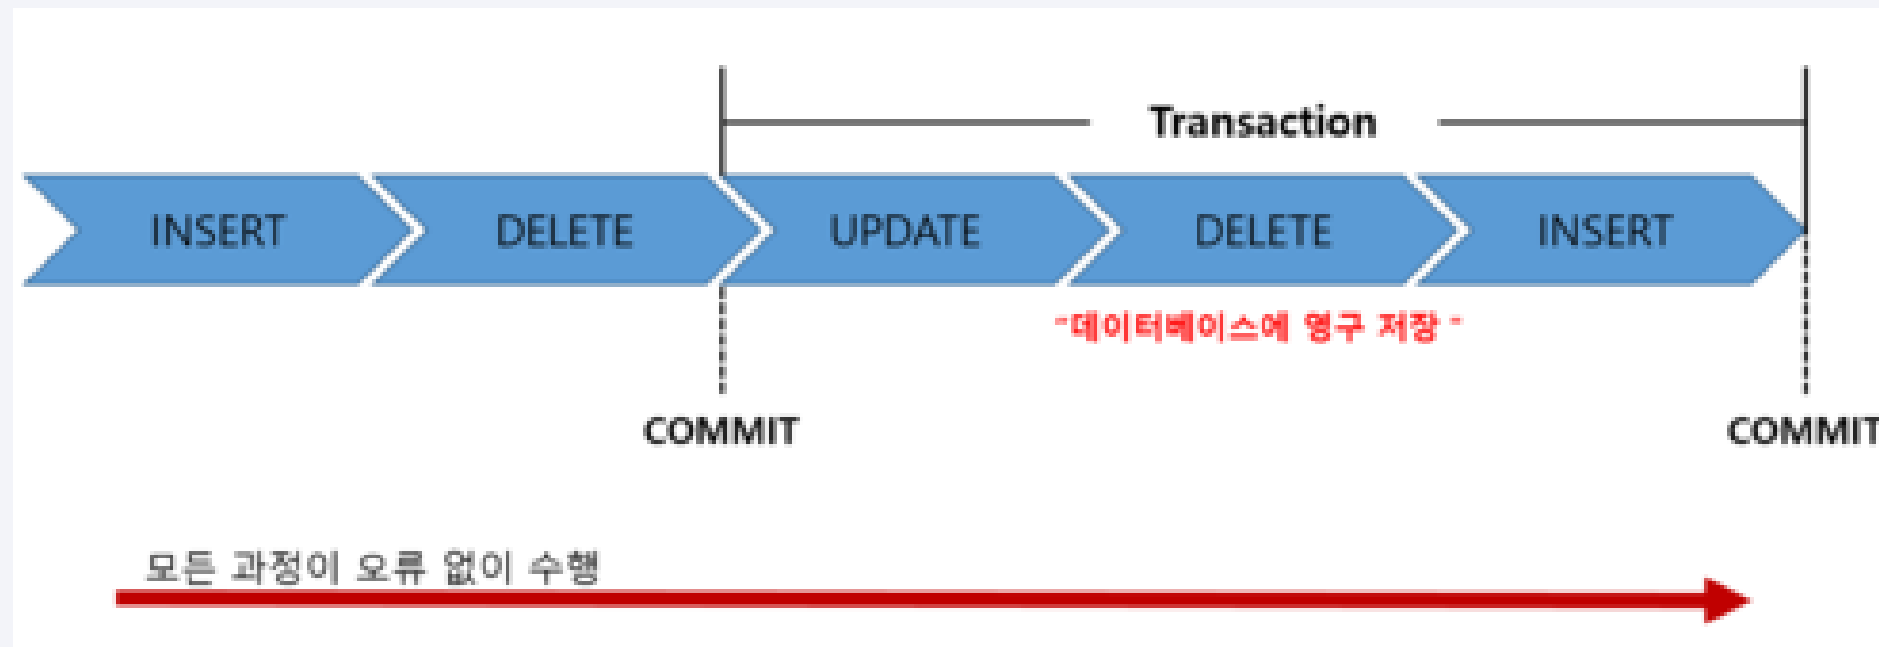 Transaction
INSERT DELETE UPDATE DELETE INSERT
"데이터베이스에 영구 저장 "
COMMIT COMMIT
모든 과정이 오류 없이 수행